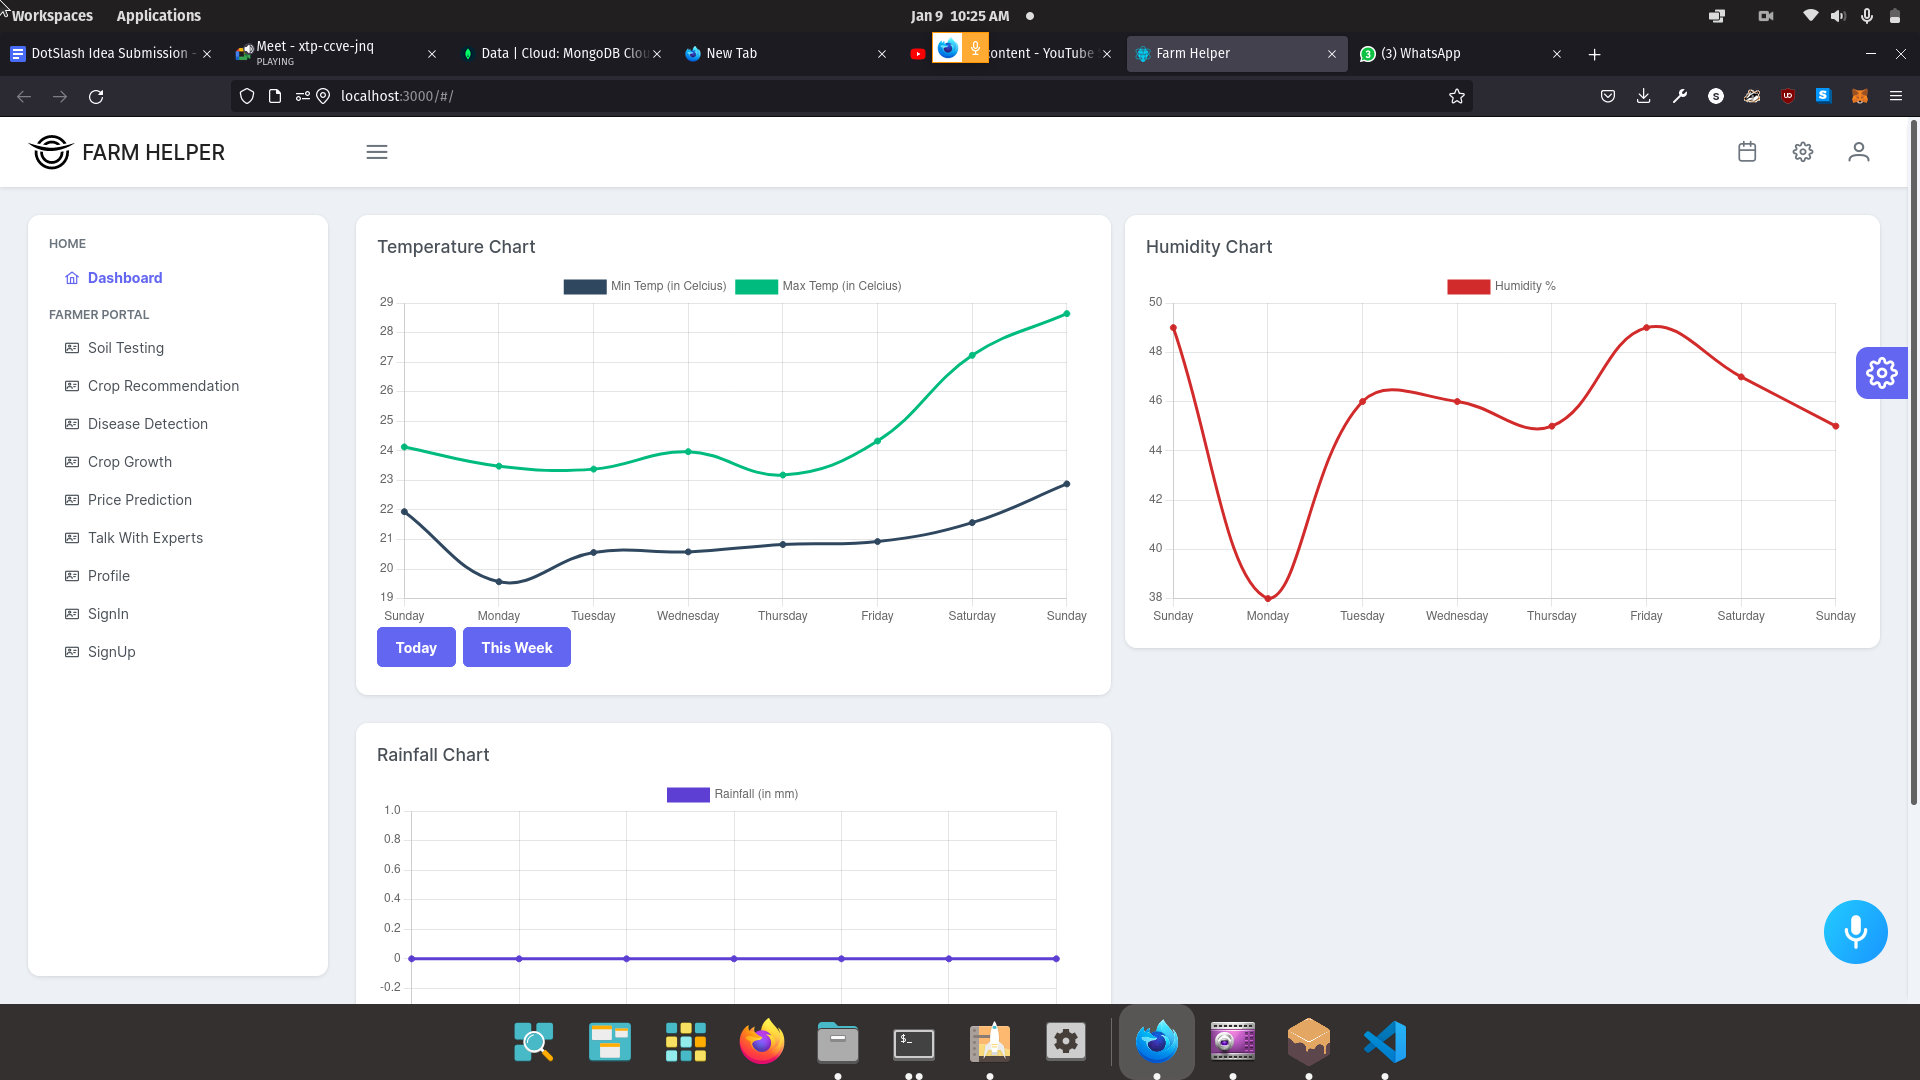 Workspaces Applications Jan 9 10:25 AM
DotSlash Idea Submission - Meet - xtp-ccve-jnq Data | Cloud: MongoDB Clou New Tab ontent - YouTube Farm Helper (3) WhatsApp
PLAYING
localhost:3000/#/
FARM HELPER
HOME
Dashboard
FARMER PORTAL
Soil Testing
Crop Recommendation
Disease Detection
Crop Growth
Price Prediction
Talk With Experts
Profile
SignIn
SignUp
Temperature Chart
Min Temp (in Celcius) Max Temp (in Celcius)
29
28
27
26
25
24
23
22
21
20
19
Sunday Monday Tuesday Wednesday Thursday Friday Saturday Sunday
Today This Week
Humidity Chart
Humidity %
50
48
46
44
42
40
38
Sunday Monday Tuesday Wednesday Thursday Friday Saturday Sunday
Rainfall Chart
Rainfall (in mm)
1.0
0.8
0.6
0.4
0.2
0
-0.2